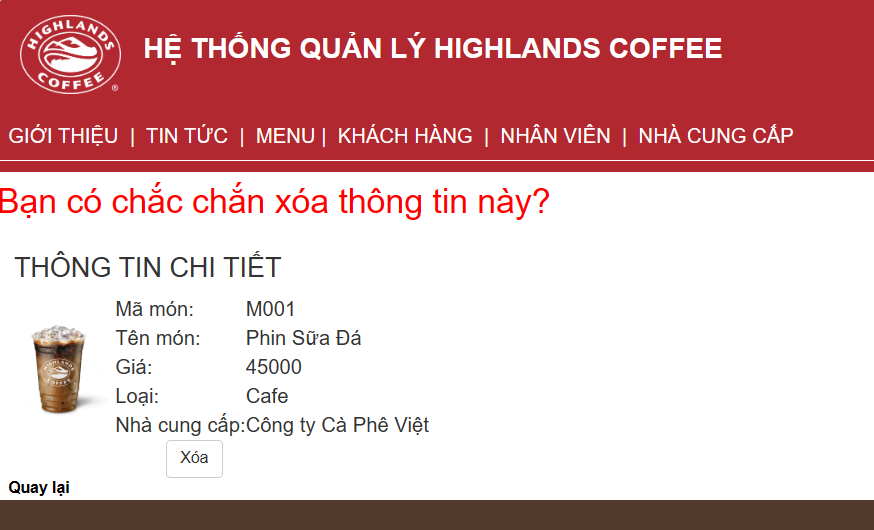 HIGHLANDS
COFFEE ®
HỆ THỐNG QUẢN LÝ HIGHLANDS COFFEE
GIỚI THIỆU | TIN TỨC | MENU | KHÁCH HÀNG | NHÂN VIÊN | NHÀ CUNG CẤP
Bạn có chắc chắn xóa thông tin này?
THÔNG TIN CHI TIẾT
HIGHLANDS
COFFEE
Mã món: M001
Tên món: Phin Sữa Đá
Giá: 45000
Loại: Cafe
Nhà cung cấp:Công ty Cà Phê Việt
Xóa
Quay lại